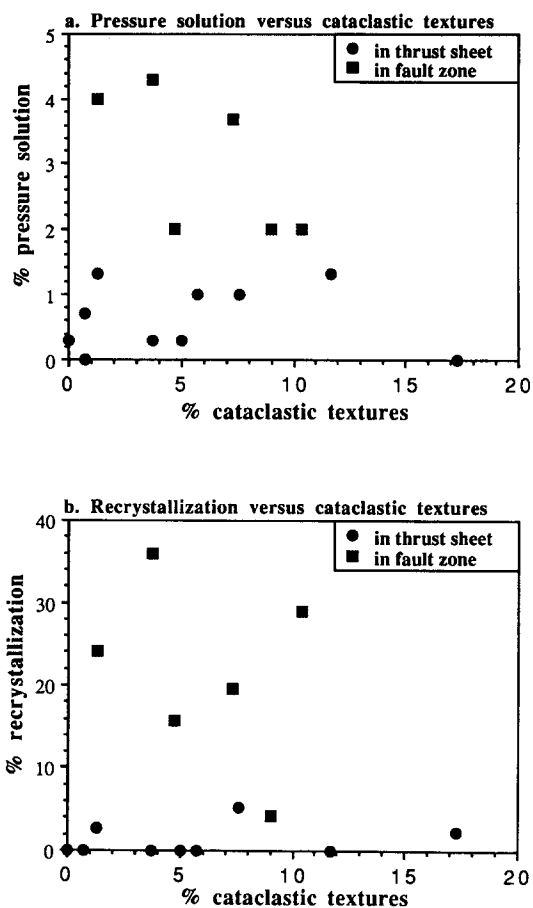 a. Pressure solution versus cataclastic textures
5
4
3
2
1
0
% pressure solution
in thrust sheet
in fault zone
0 5 10 15 20
% cataclastic textures
b. Recrystallization versus cataclastic textures
40
30
20
10
0
% recrystallization
in thrust sheet
in fault zone
0 5 10 15 20
% cataclastic textures